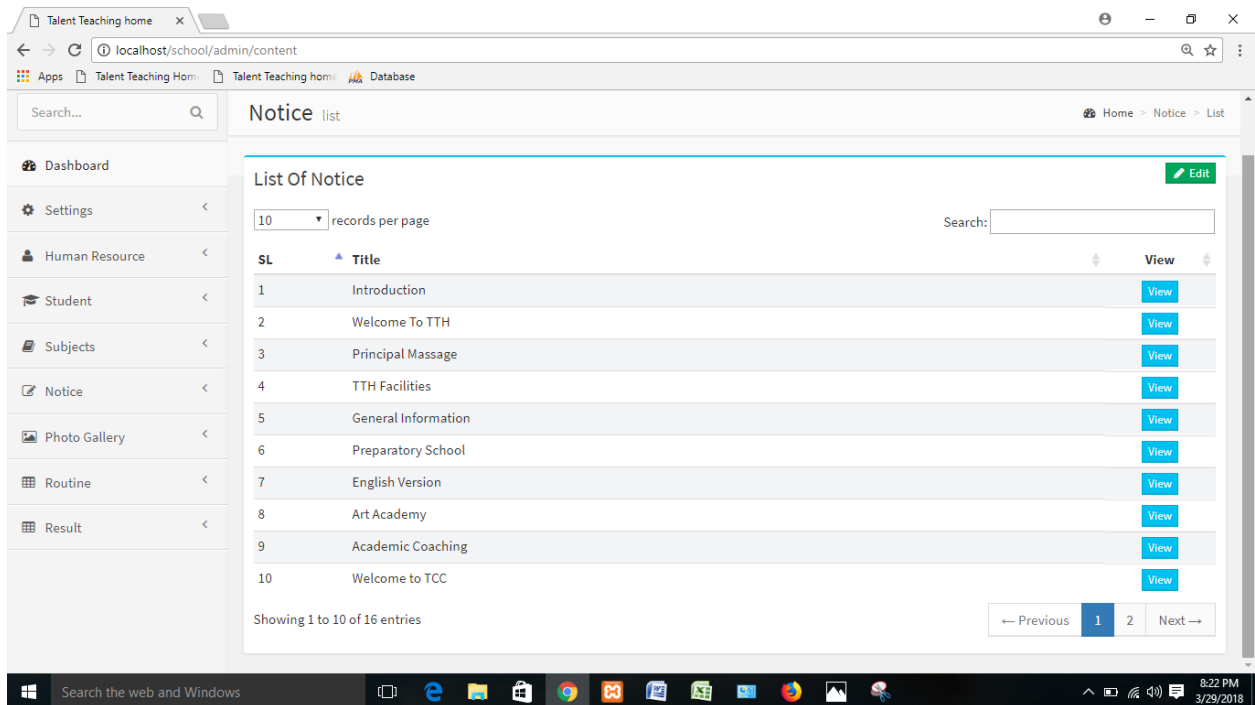 Talent Teaching home
localhost/school/admin/content
Apps Talent Teaching Hom Talent Teaching home Database
Search...
Notice list
Home > Notice > List
Dashboard
Settings
Human Resource
Student
Subjects
Notice
Photo Gallery
Routine
Result
List Of Notice
Edit
10 records per page
Search:
SL Title View
1 Introduction View
2 Welcome To TTH View
3 Principal Massage View
4 TTH Facilities View
5 General Information View
6 Preparatory School View
7 English Version View
8 Art Academy View
9 Academic Coaching View
10 Welcome to TCC View
Showing 1 to 10 of 16 entries
← Previous 1 2 Next →
Search the web and Windows
8:22 PM
3/29/2018